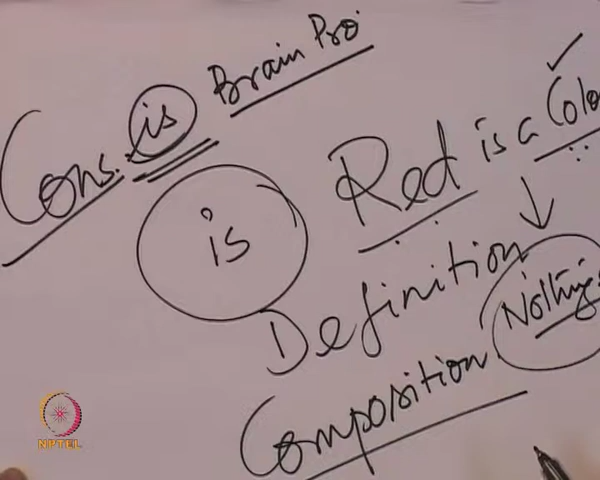 Cons. is Brain Pro
Red is a Colo
is
Definition
Nothing
Composition
NPTEL